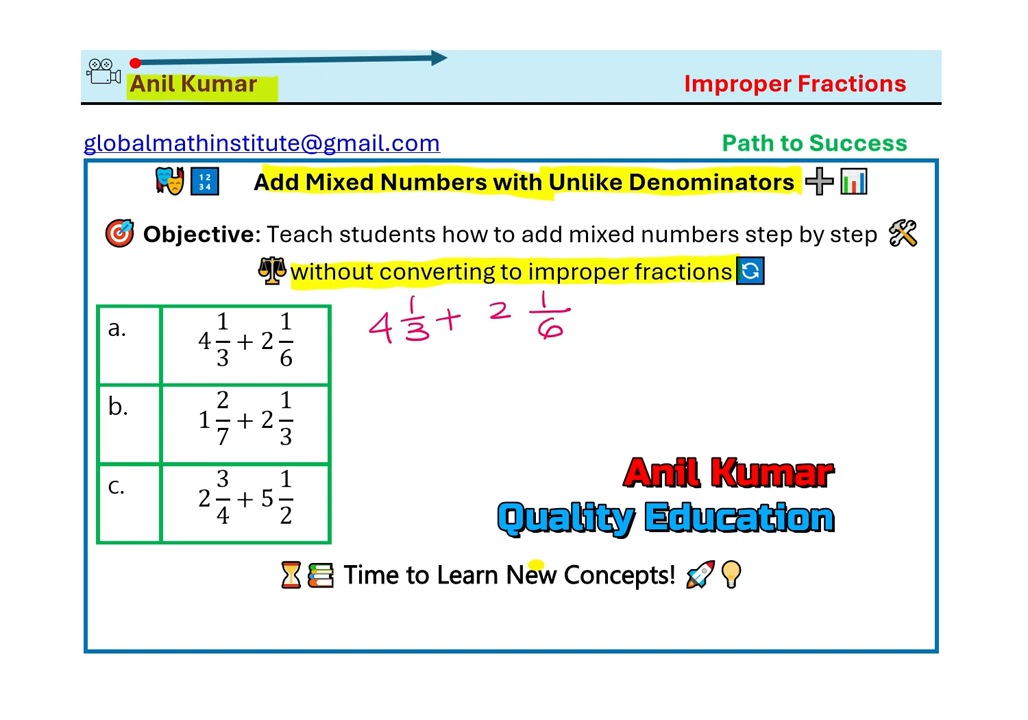 Anil Kumar Improper Fractions
globalmathinstitute@gmail.com Path to Success
Add Mixed Numbers with Unlike Denominators
Objective: Teach students how to add mixed numbers step by step
without converting to improper fractions
4 1/3 + 2 1/6
a. 4 1/3 + 2 1/6
b. 1 2/7 + 2 1/3
c. 2 3/4 + 5 1/2
Anil Kumar
Quality Education
Time to Learn New Concepts!